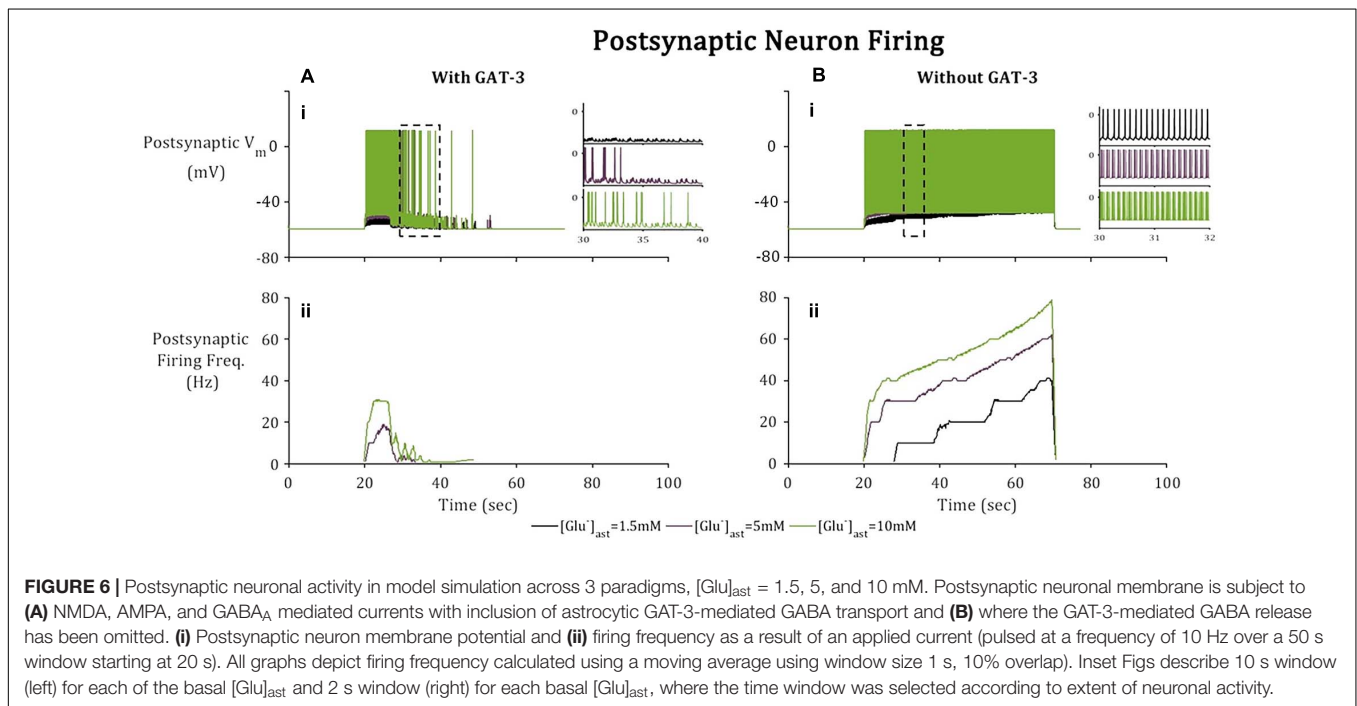 Postsynaptic Neuron Firing
A
With GAT-3
B
Without GAT-3
i
i
Postsynaptic Vm
(mV)
0
-40
-80
0
0
0
30
35
40
0
-40
-80
0
0
0
30
31
32
ii
ii
Postsynaptic
Firing Freq.
(Hz)
80
60
40
20
0
0 20 40 60 80 100
Time (sec)
80
60
40
20
0
0 20 40 60 80 100
Time (sec)
[Glu-]ast=1.5mM [Glu-]ast=5mM [Glu-]ast=10mM
FIGURE 6 | Postsynaptic neuronal activity in model simulation across 3 paradigms, [Glu]ast = 1.5, 5, and 10 mM. Postsynaptic neuronal membrane is subject to
(A) NMDA, AMPA, and GABAA mediated currents with inclusion of astrocytic GAT-3-mediated GABA transport and (B) where the GAT-3-mediated GABA release
has been omitted. (i) Postsynaptic neuron membrane potential and (ii) firing frequency as a result of an applied current (pulsed at a frequency of 10 Hz over a 50 s
window starting at 20 s). All graphs depict firing frequency calculated using a moving average using window size 1 s, 10% overlap). Inset Figs describe 10 s window
(left) for each of the basal [Glu]ast and 2 s window (right) for each basal [Glu]ast, where the time window was selected according to extent of neuronal activity.